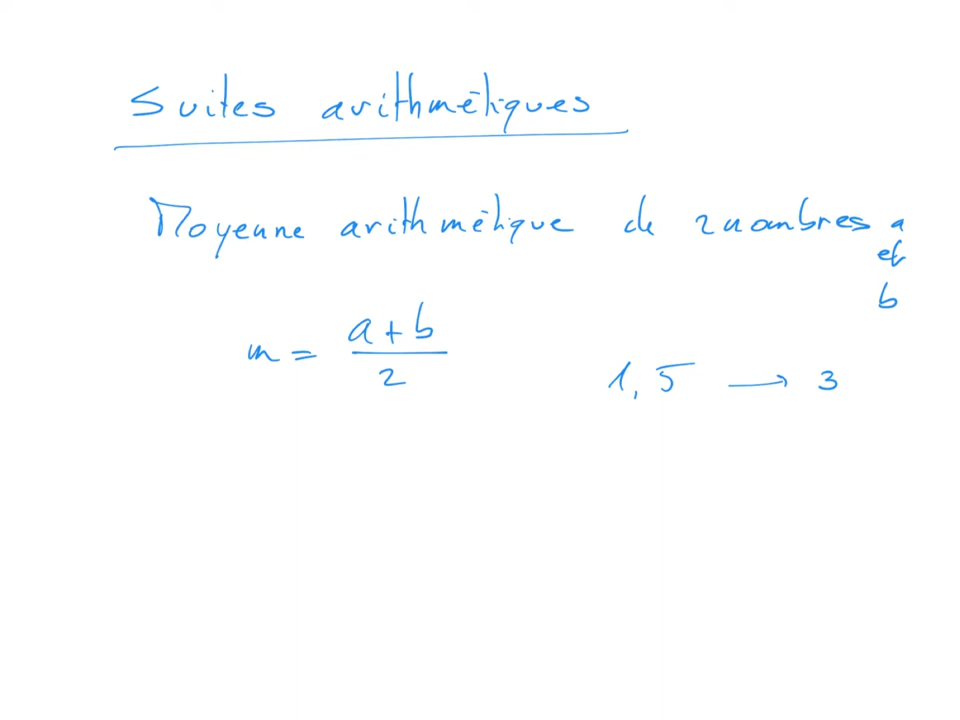 Suites arithmétiques
Moyenne arithmétique de 2 nombres a
et
b
m = a + b / 2
1, 5 → 3